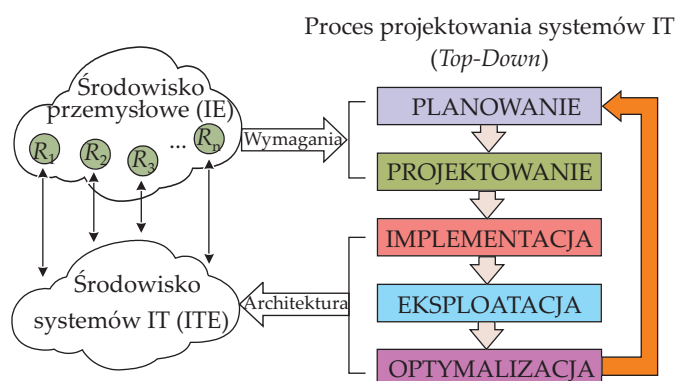 Proces projektowania systemów IT
(Top-Down)
Środowisko
przemysłowe (IE)
R1 R2 R3 ... Rn
Wymagania
PLANOWANIE
PROJEKTOWANIE
IMPLEMENTACJA
EKSPLOATACJA
OPTYMALIZACJA
Środowisko
systemów IT (ITE)
Architektura